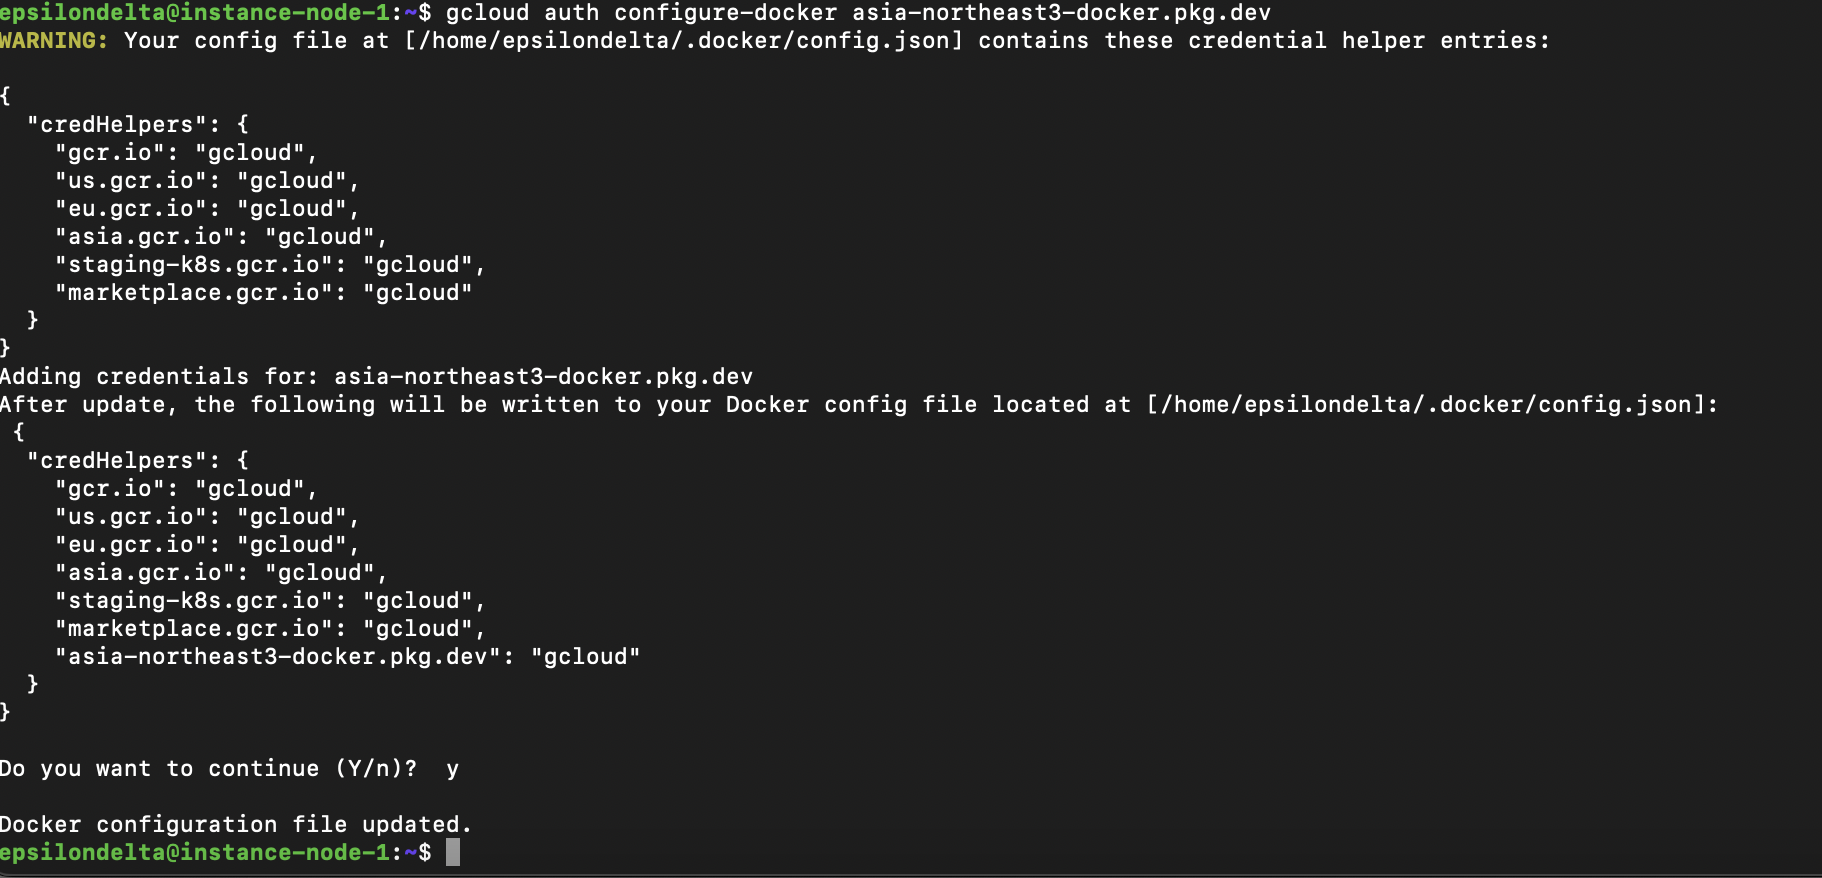 epsilondelta@instance-node-1:~$ gcloud auth configure-docker asia-northeast3-docker.pkg.dev
WARNING: Your config file at [/home/epsilondelta/.docker/config.json] contains these credential helper entries:
{
  "credHelpers": {
    "gcr.io": "gcloud",
    "us.gcr.io": "gcloud",
    "eu.gcr.io": "gcloud",
    "asia.gcr.io": "gcloud",
    "staging-k8s.gcr.io": "gcloud",
    "marketplace.gcr.io": "gcloud"
  }
}
Adding credentials for: asia-northeast3-docker.pkg.dev
After update, the following will be written to your Docker config file located at [/home/epsilondelta/.docker/config.json]:
 {
  "credHelpers": {
    "gcr.io": "gcloud",
    "us.gcr.io": "gcloud",
    "eu.gcr.io": "gcloud",
    "asia.gcr.io": "gcloud",
    "staging-k8s.gcr.io": "gcloud",
    "marketplace.gcr.io": "gcloud",
    "asia-northeast3-docker.pkg.dev": "gcloud"
  }
}
Do you want to continue (Y/n)?  y
Docker configuration file updated.
epsilondelta@instance-node-1:~$